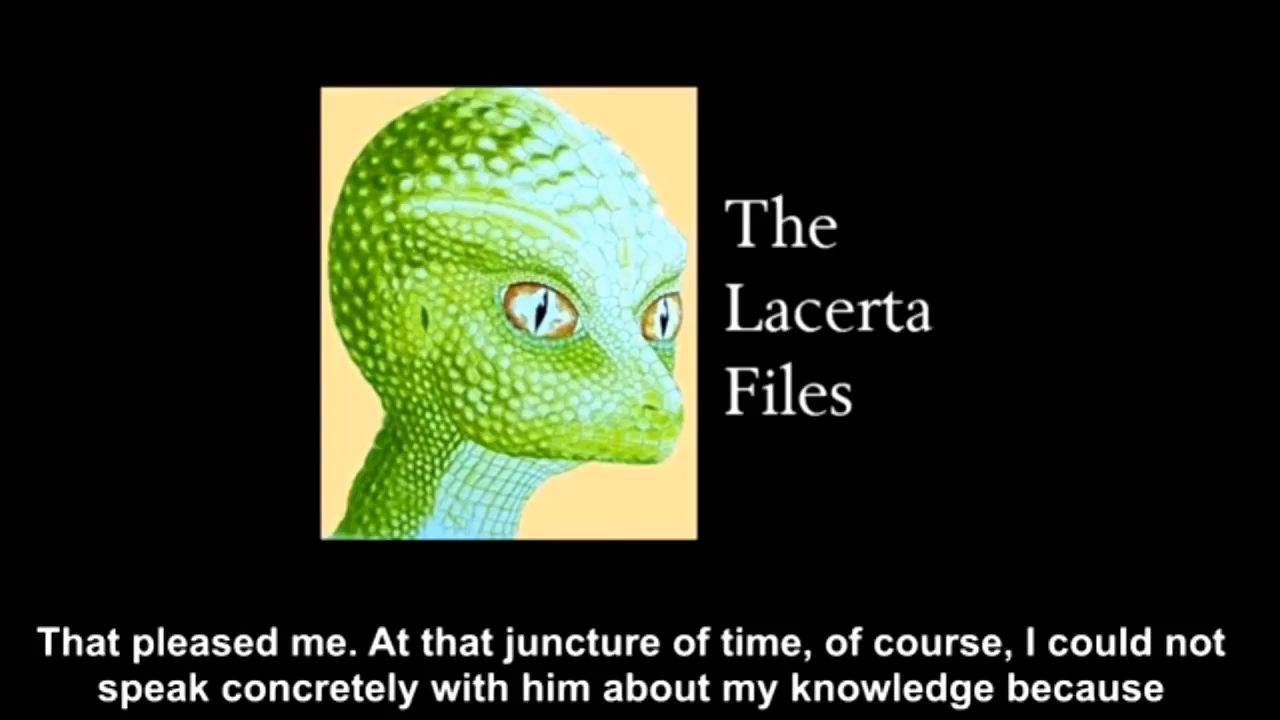 The
Lacerta
Files
That pleased me. At that juncture of time, of course, I could not
speak concretely with him about my knowledge because